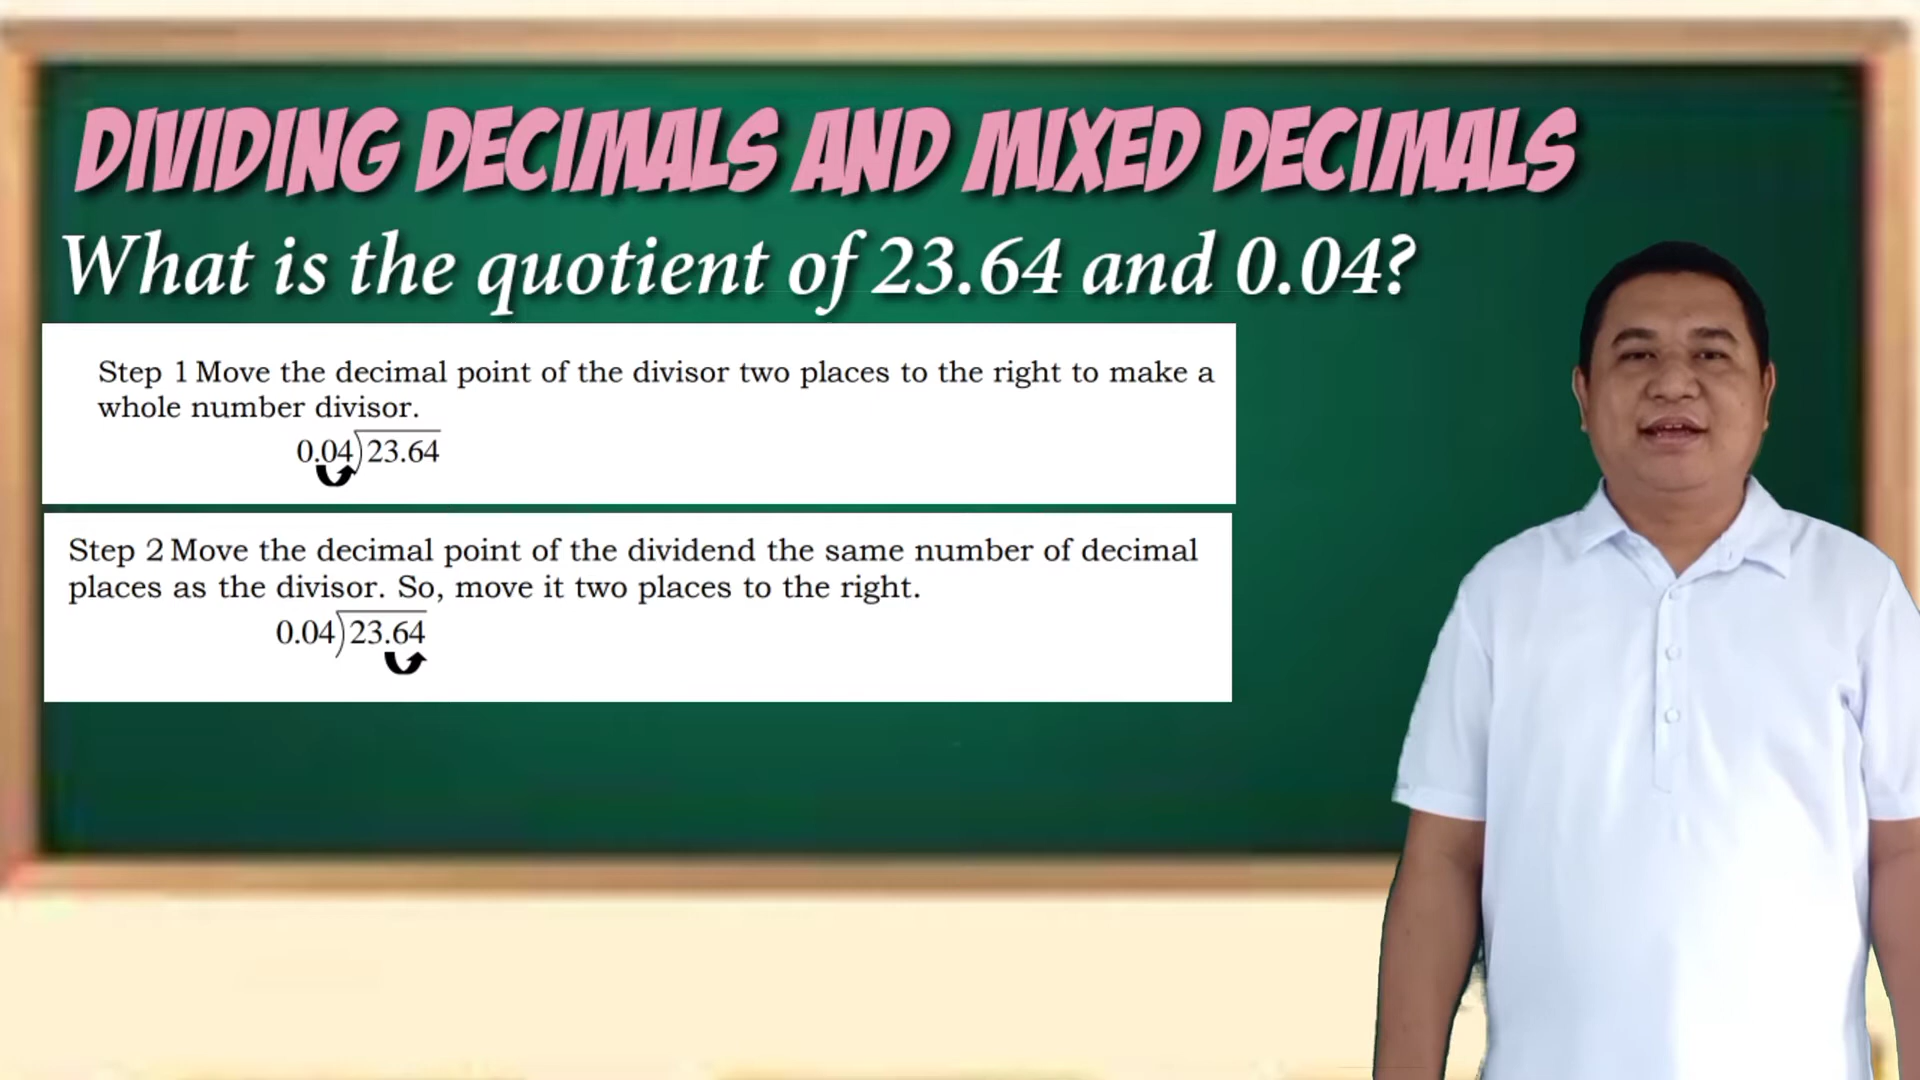 DIVIDING DECIMALS AND MIXED DECIMALS
What is the quotient of 23.64 and 0.04?
Step 1 Move the decimal point of the divisor two places to the right to make a
whole number divisor.
0.04)23.64
Step 2 Move the decimal point of the dividend the same number of decimal
places as the divisor. So, move it two places to the right.
0.04)23.64